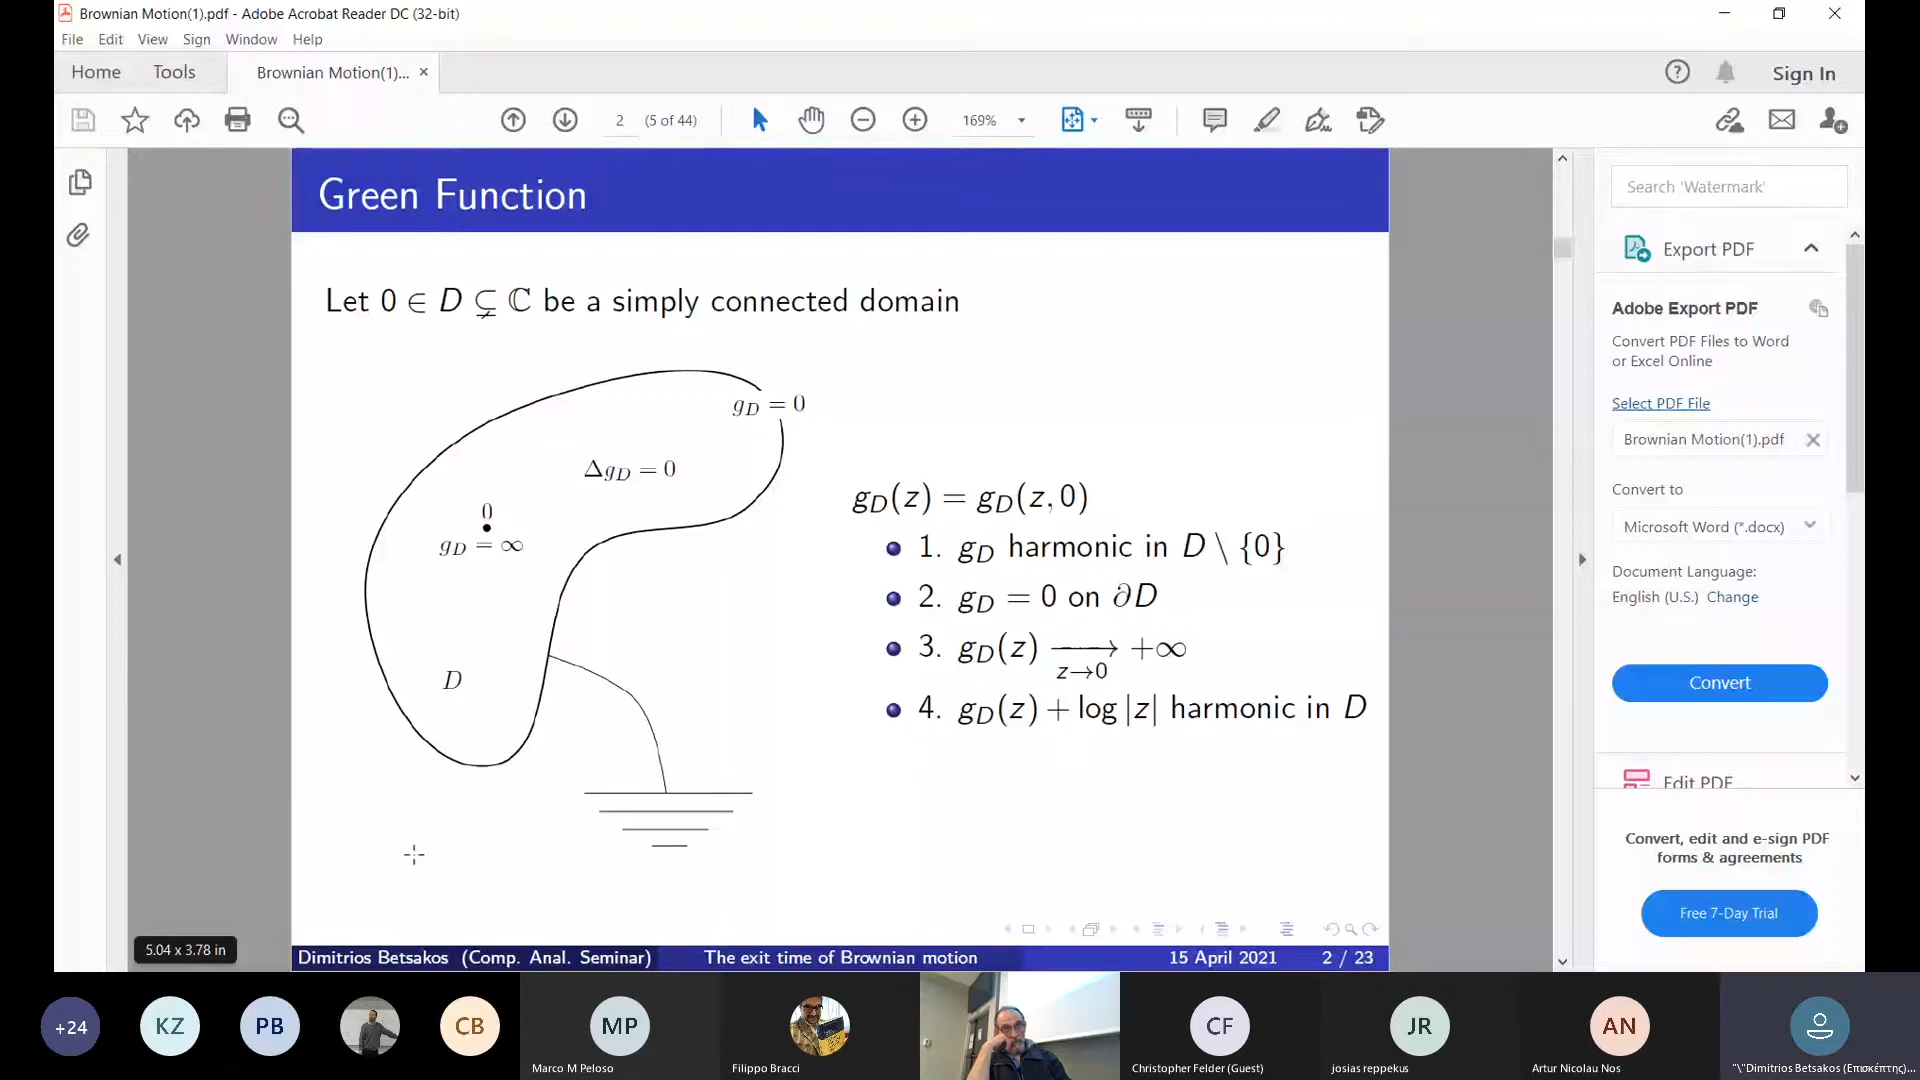 Brownian Motion(1).pdf - Adobe Acrobat Reader DC (32-bit)
File Edit View Sign Window Help
Home Tools Brownian Motion(1)... × Sign In
2 (5 of 44) 169%
Green Function
Let 0 ∈ D ⊊ ℂ be a simply connected domain
g_D = 0
Δg_D = 0
0
g_D = ∞
D
g_D(z) = g_D(z, 0)
1. g_D harmonic in D \ {0}
2. g_D = 0 on ∂D
3. g_D(z) ⟶ +∞
z→0
4. g_D(z) + log |z| harmonic in D
5.04 x 3.78 in
Dimitrios Betsakos (Comp. Anal. Seminar) The exit time of Brownian motion 15 April 2021 2 / 23
Search 'Watermark'
Export PDF
Adobe Export PDF
Convert PDF Files to Word
or Excel Online
Select PDF File
Brownian Motion(1).pdf
Convert to
Microsoft Word (*.docx)
Document Language:
English (U.S.) Change
Convert
Edit PDF
Convert, edit and e-sign PDF
forms & agreements
Free 7-Day Trial
+24 KZ PB CB MP CF JR AN
Marco M Peloso Filippo Bracci Christopher Felder (Guest) josias reppekus Artur Nicolau Nos "\"Dimitrios Betsakos (Επισκέπτης)...